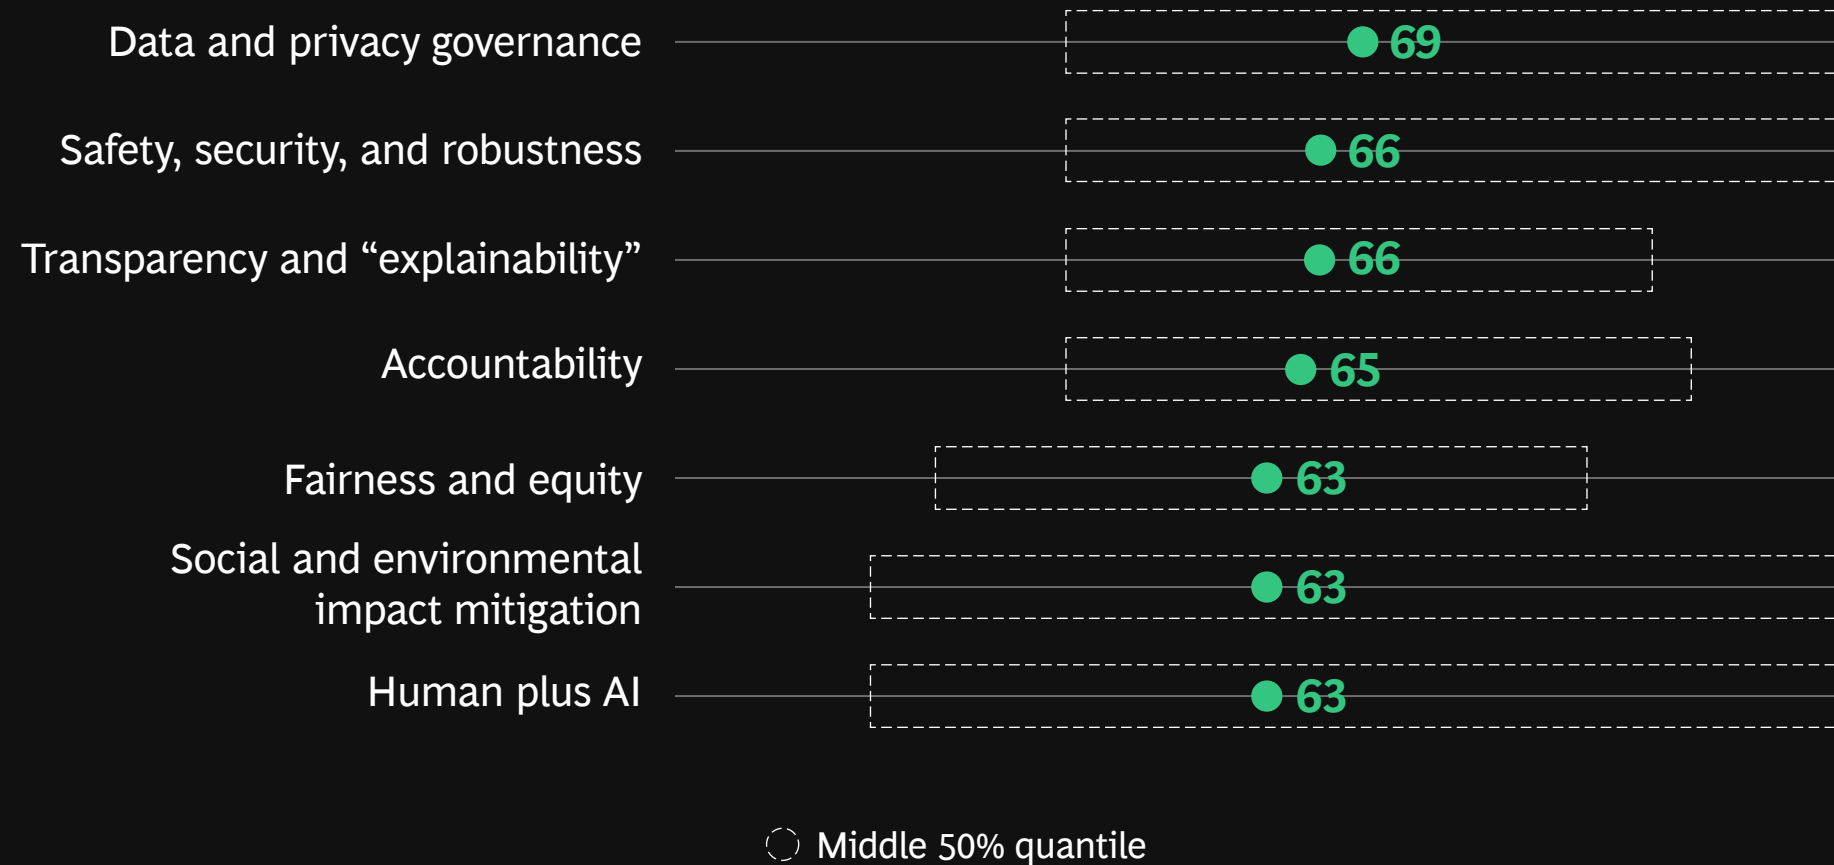 Data and privacy governance 69
Safety, security, and robustness 66
Transparency and “explainability” 66
Accountability 65
Fairness and equity 63
Social and environmental
impact mitigation 63
Human plus AI 63
Middle 50% quantile